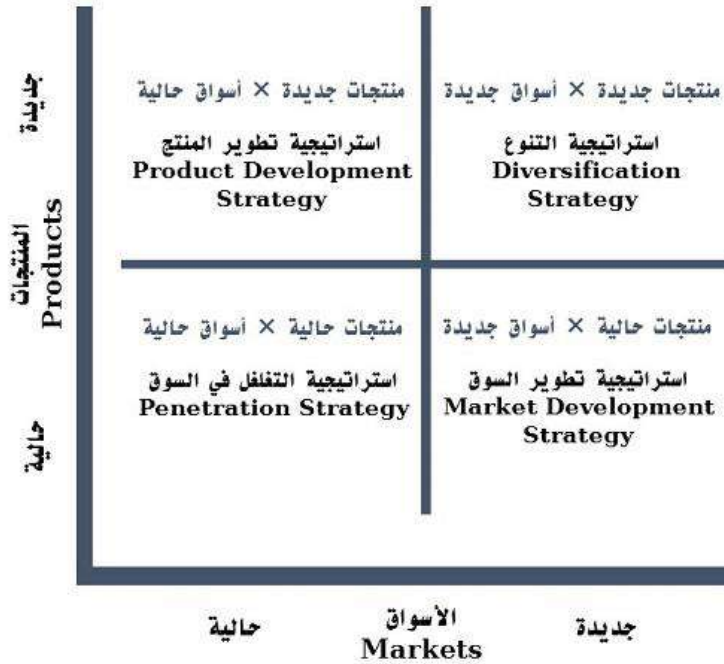 جديدة
المنتجات
Products
حالية
منتجات جديدة × أسواق حالية
استراتيجية تطوير المنتج
Product Development
Strategy
منتجات جديدة × أسواق جديدة
استراتيجية التنوع
Diversification
Strategy
منتجات حالية × أسواق حالية
استراتيجية التغلغل في السوق
Penetration Strategy
منتجات حالية × أسواق جديدة
استراتيجية تطوير السوق
Market Development
Strategy
حالية
الأسواق
Markets
جديدة